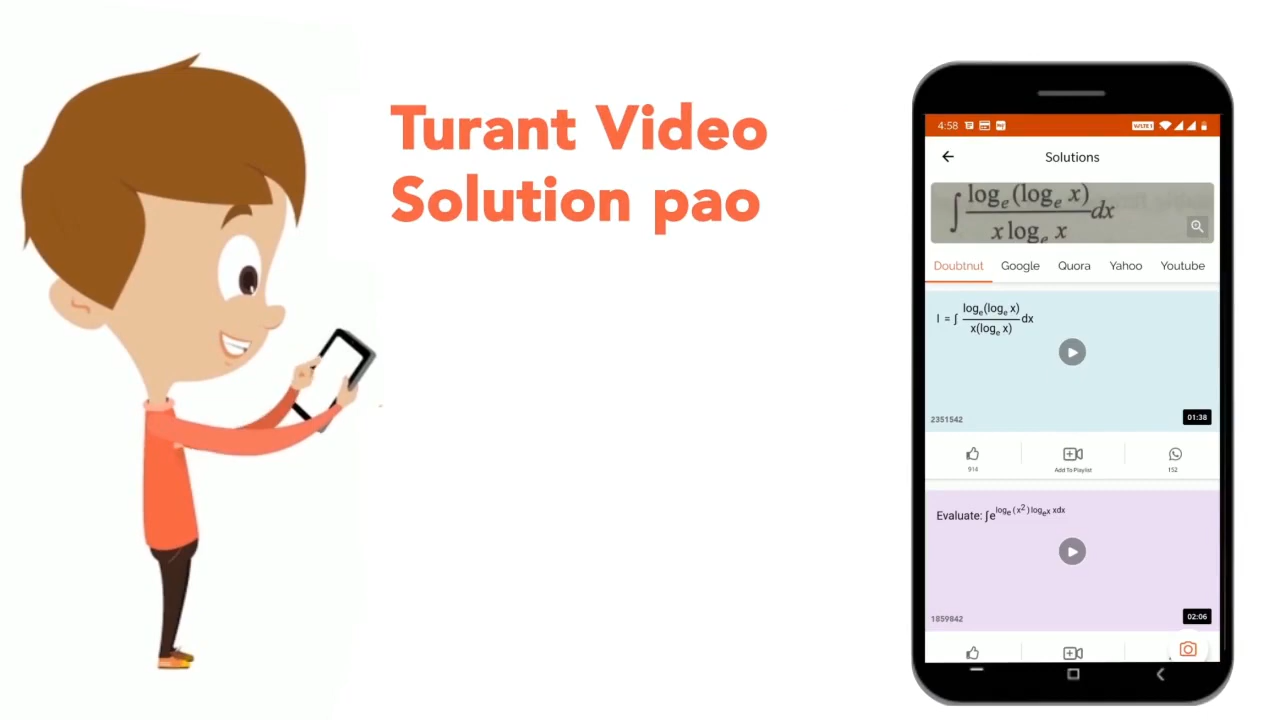 Turant Video
Solution pao
4:58
VoLTE
Solutions
∫ logₑ(logₑ x) / x logₑ x dx
Doubtnut Google Quora Yahoo Youtube
I = ∫ logₑ(logₑ x) / x(logₑ x) dx
2351542 01:38
914 Add To Playlist 152
Evaluate: ∫e^logₑ(x²)logₑx xdx
1859842 02:06